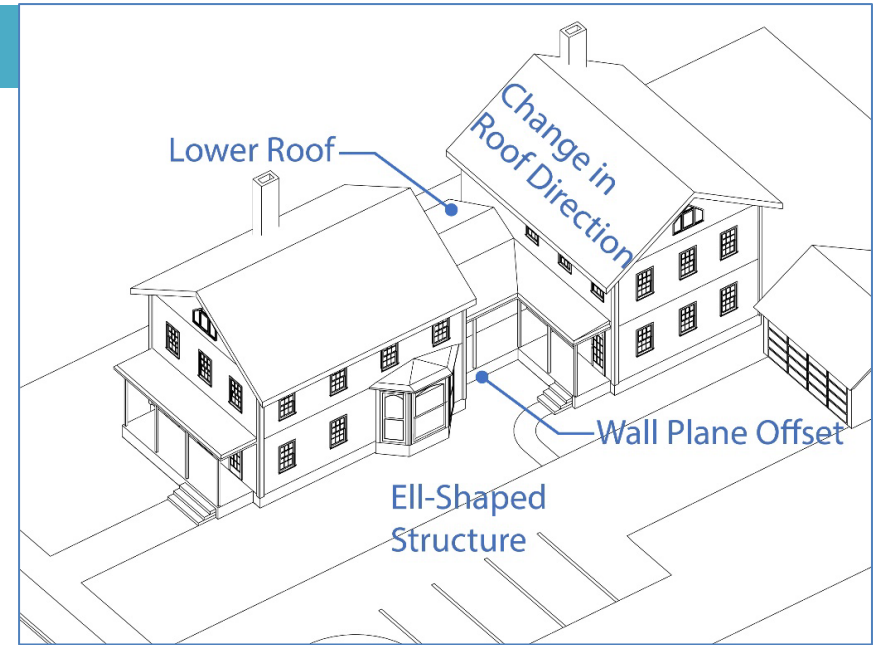 Change in
Roof Direction
Lower Roof
Wall Plane Offset
Ell-Shaped
Structure